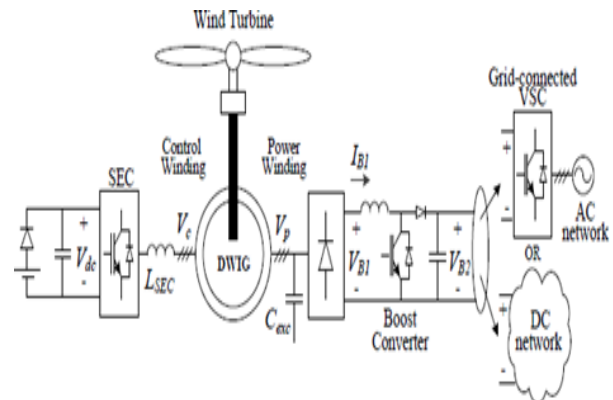 Wind Turbine
Grid-connected
VSC
Control
Winding
Power
Winding
I_B1
SEC
+
-
AC
network
V_dc
+
-
L_SEC
V_c
DWIG
V_p
C_exc
+
V_B1
-
+
V_B2
-
OR
Boost
Converter
+
-
DC
network